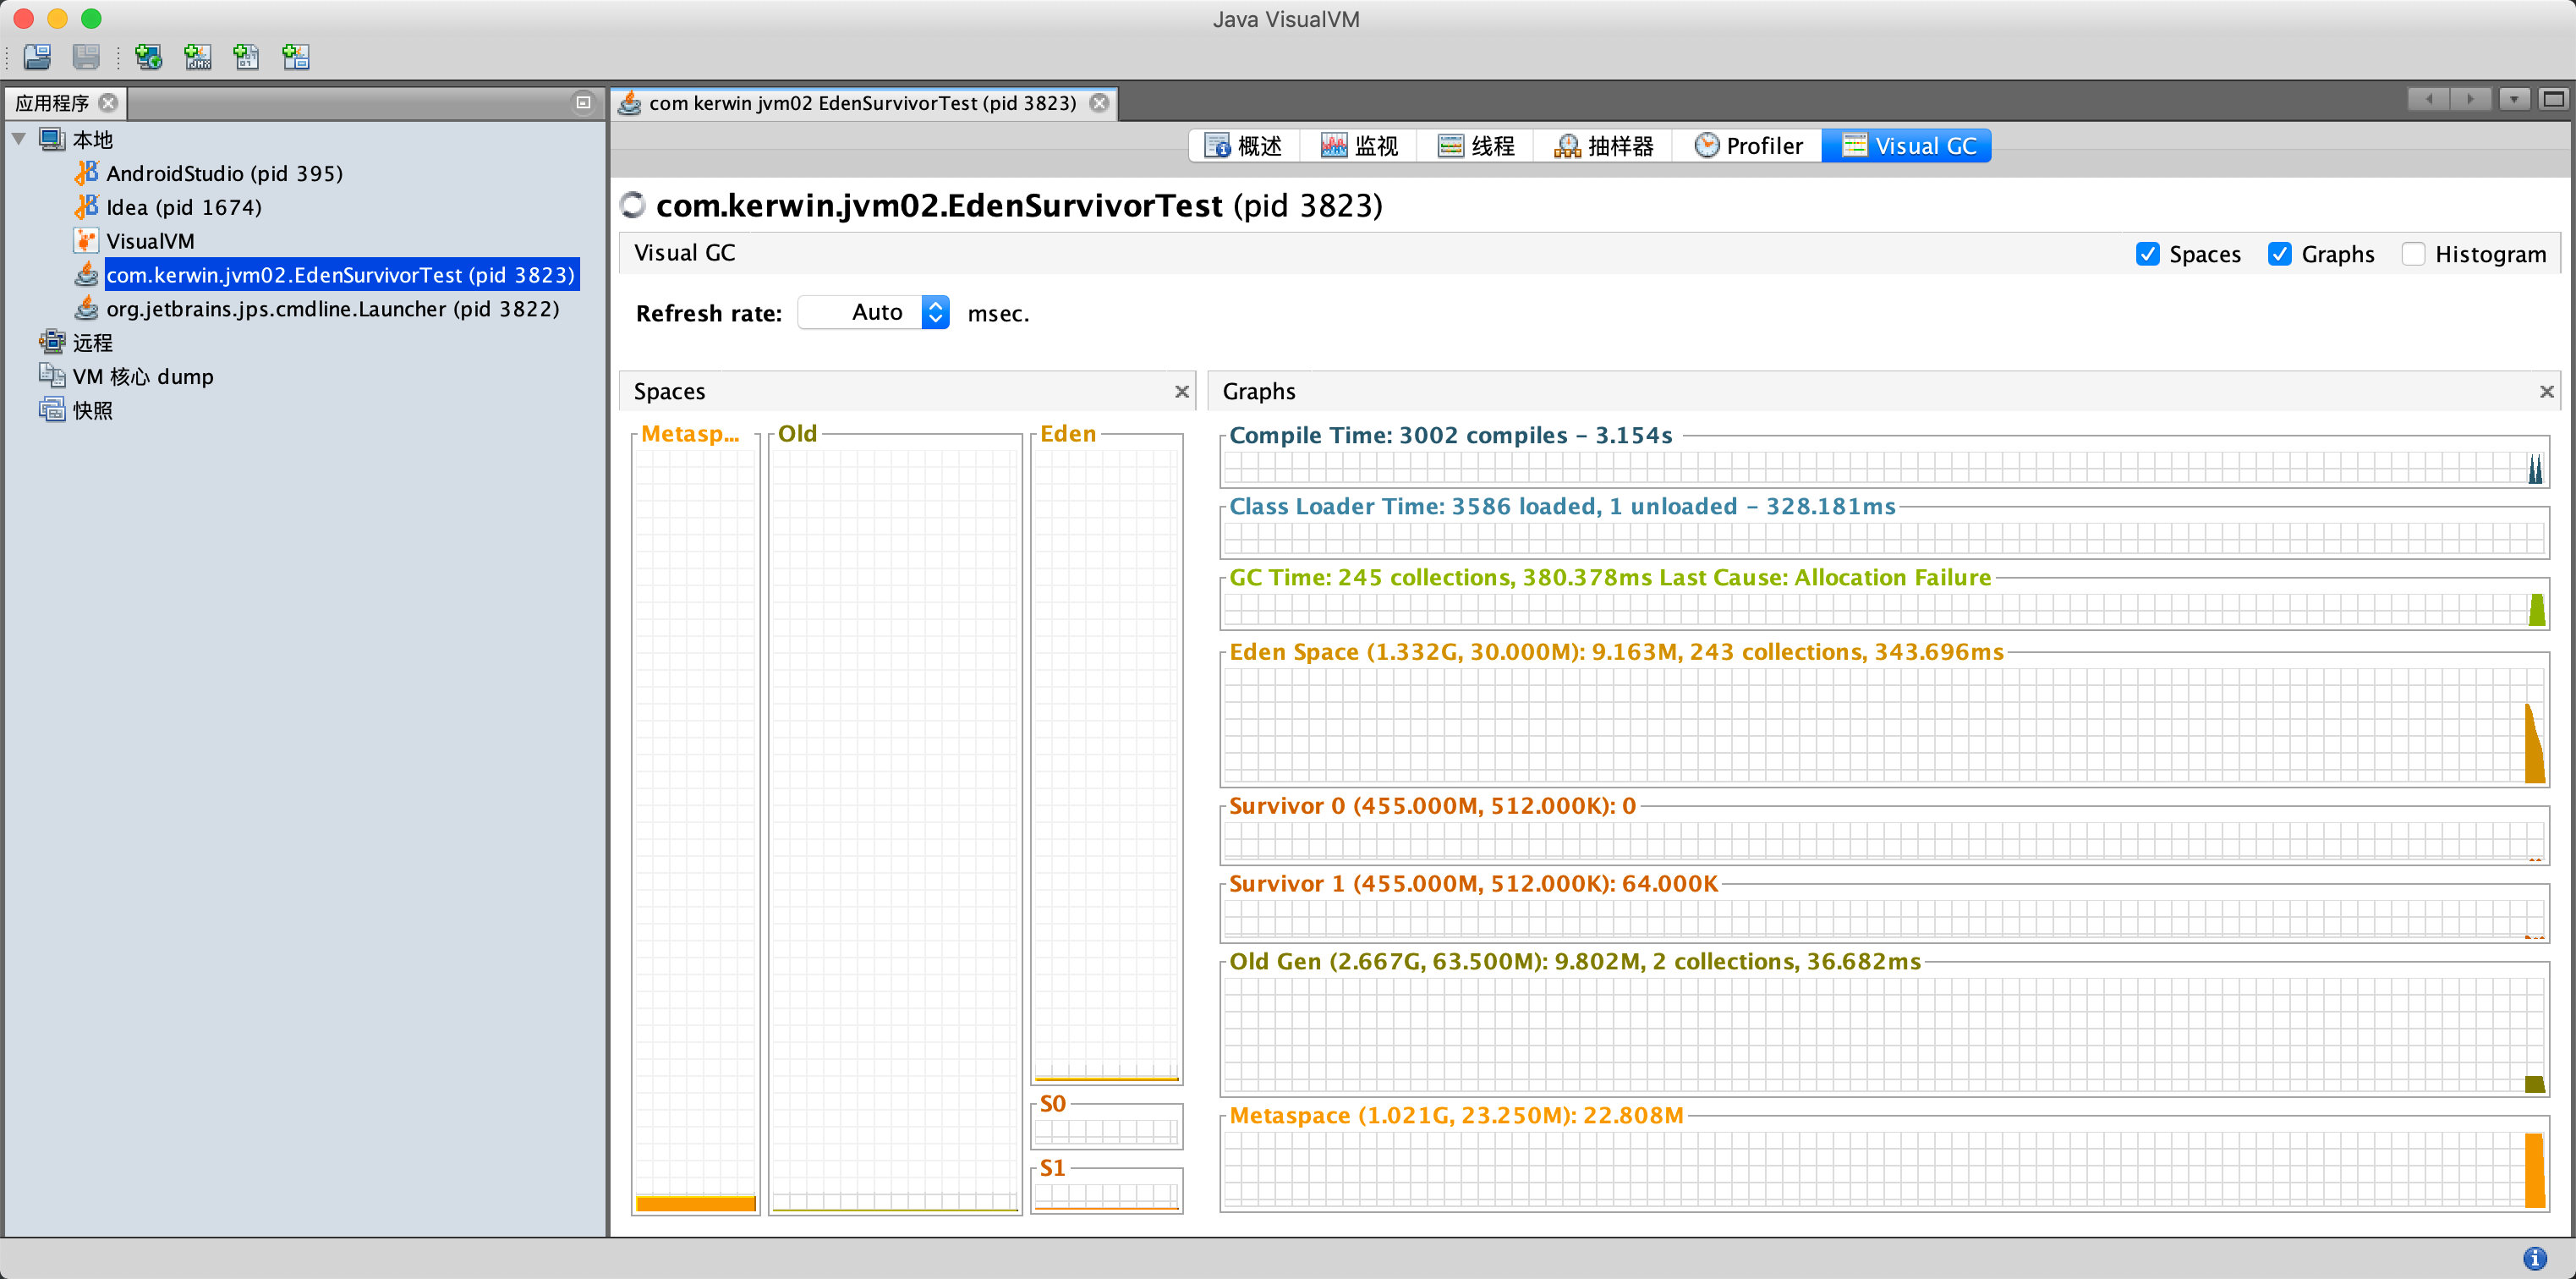 Java VisualVM
应用程序
com kerwin jvm02 EdenSurvivorTest (pid 3823)
本地
AndroidStudio (pid 395)
Idea (pid 1674)
VisualVM
com.kerwin.jvm02.EdenSurvivorTest (pid 3823)
org.jetbrains.jps.cmdline.Launcher (pid 3822)
远程
VM 核心 dump
快照
概述 监视 线程 抽样器 Profiler Visual GC
com.kerwin.jvm02.EdenSurvivorTest (pid 3823)
Visual GC
Spaces Graphs Histogram
Refresh rate: Auto msec.
Spaces
Metasp... Old Eden
S0
S1
Graphs
Compile Time: 3002 compiles - 3.154s
Class Loader Time: 3586 loaded, 1 unloaded - 328.181ms
GC Time: 245 collections, 380.378ms Last Cause: Allocation Failure
Eden Space (1.332G, 30.000M): 9.163M, 243 collections, 343.696ms
Survivor 0 (455.000M, 512.000K): 0
Survivor 1 (455.000M, 512.000K): 64.000K
Old Gen (2.667G, 63.500M): 9.802M, 2 collections, 36.682ms
Metaspace (1.021G, 23.250M): 22.808M